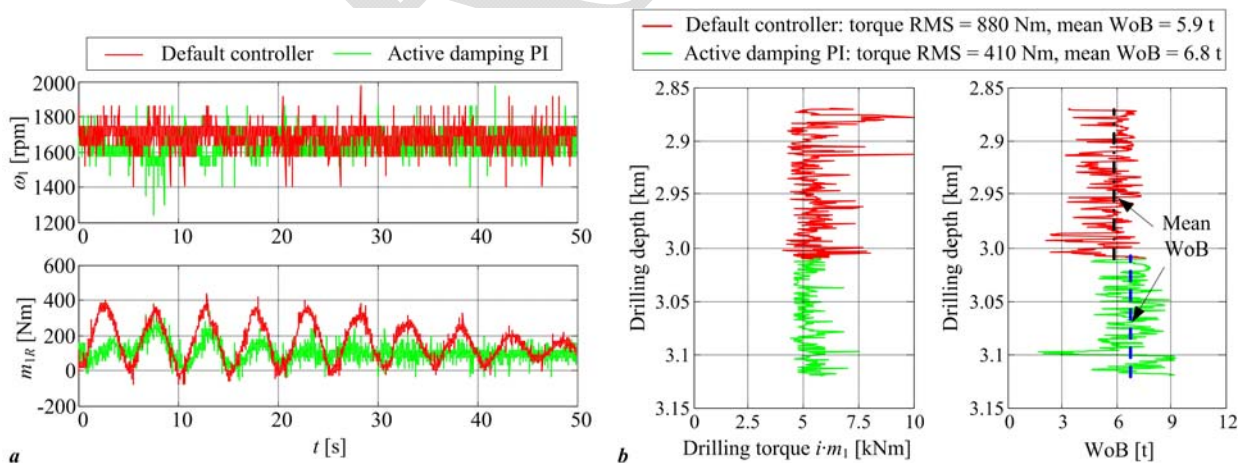 Default controller
Active damping PI
2000
1800
1600
1400
1200
ω1 [rpm]
0 10 20 30 40 50
600
400
200
0
-200
m1R [Nm]
0 10 20 30 40 50
t [s]
a
Default controller: torque RMS = 880 Nm, mean WoB = 5.9 t
Active damping PI: torque RMS = 410 Nm, mean WoB = 6.8 t
2.85
2.9
2.95
3.0
3.05
3.1
3.15
Drilling depth [km]
0 2.5 5 7.5 10
Drilling torque i·m1 [kNm]
2.85
2.9
2.95
3.0
3.05
3.1
3.15
Drilling depth [km]
Mean
WoB
0 3 6 9 12
WoB [t]
b